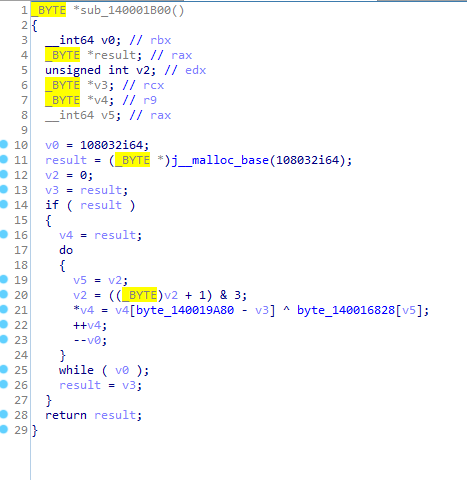 1 _BYTE *sub_140001B00()
2 {
3 __int64 v0; // rbx
4 _BYTE *result; // rax
5 unsigned int v2; // edx
6 _BYTE *v3; // rcx
7 _BYTE *v4; // r9
8 __int64 v5; // rax
9
10 v0 = 108032i64;
11 result = (_BYTE *)j__malloc_base(108032i64);
12 v2 = 0;
13 v3 = result;
14 if ( result )
15 {
16 v4 = result;
17 do
18 {
19 v5 = v2;
20 v2 = ((_BYTE)v2 + 1) & 3;
21 *v4 = v4[byte_140019A80 - v3] ^ byte_140016828[v5];
22 ++v4;
23 --v0;
24 }
25 while ( v0 );
26 result = v3;
27 }
28 return result;
29 }